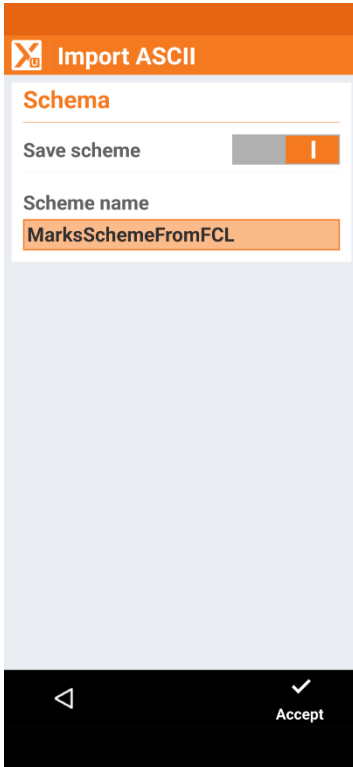 Import ASCII
Schema
Save scheme
Scheme name
MarksSchemeFromFCL
Accept